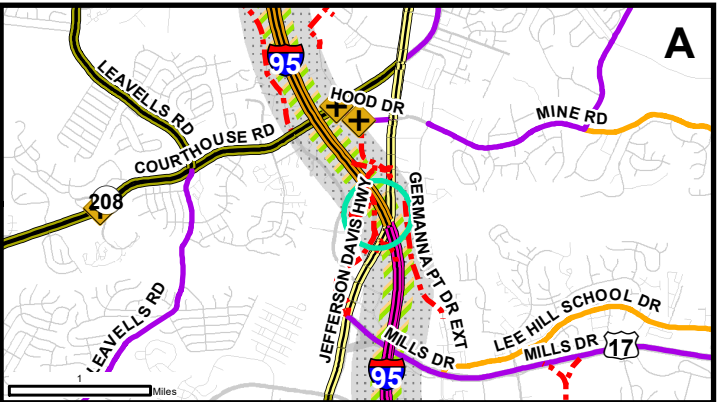 A
95
LEAVELLS RD
HOOD DR
MINE RD
COURTHOUSE RD
208
JEFFERSON DAVIS HWY
GERMANNA PT DR EXT
LEAVELLS RD
LEE HILL SCHOOL DR
MILLS DR
MILLS DR
17
95
1
Miles